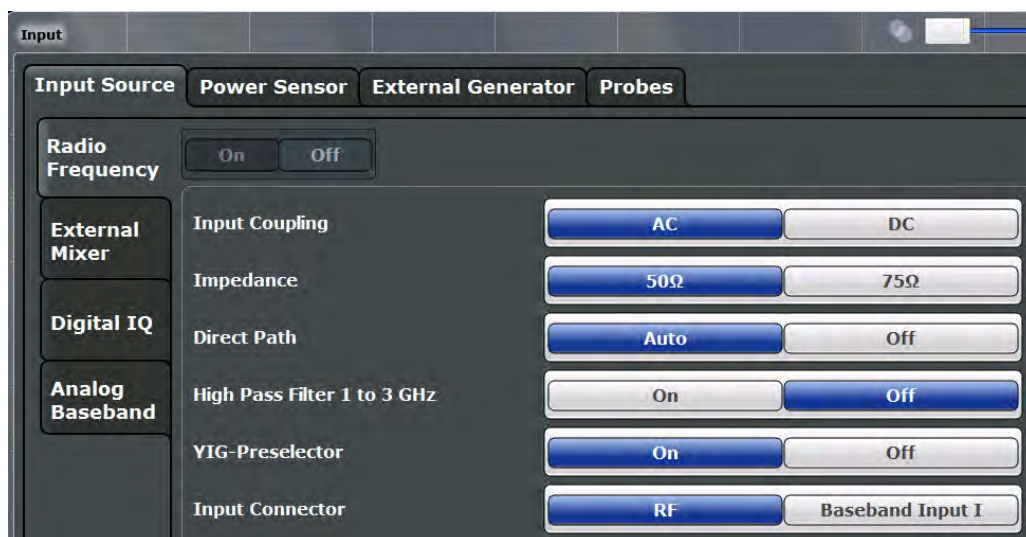 Input
Input Source Power Sensor External Generator Probes
Radio
Frequency
On Off
External
Mixer
Digital IQ
Analog
Baseband
Input Coupling AC DC
Impedance 50Ω 75Ω
Direct Path Auto Off
High Pass Filter 1 to 3 GHz On Off
YIG-Preselector On Off
Input Connector RF Baseband Input I